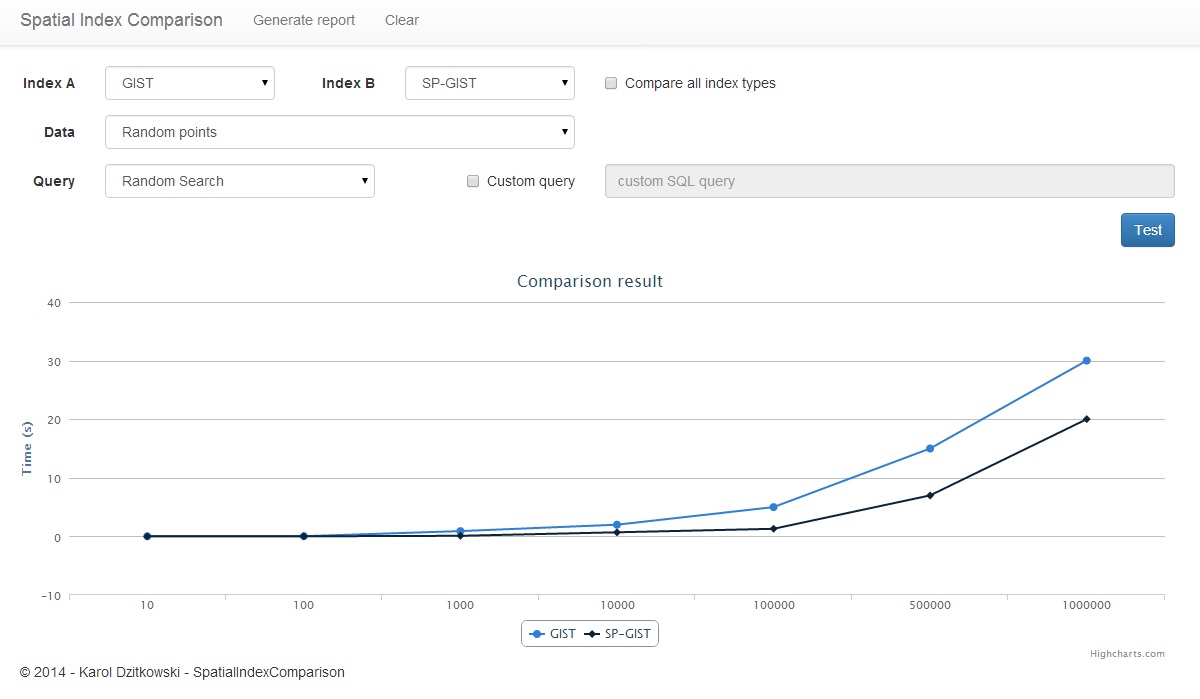 Spatial Index Comparison Generate report Clear
Index A GIST Index B SP-GIST Compare all index types
Data Random points
Query Random Search Custom query custom SQL query
Test
Comparison result
40
30
20
10
0
-10
Time (s)
10 100 1000 10000 100000 500000 1000000
GIST SP-GIST
Highcharts.com
© 2014 - Karol Dzitkowski - SpatialIndexComparison